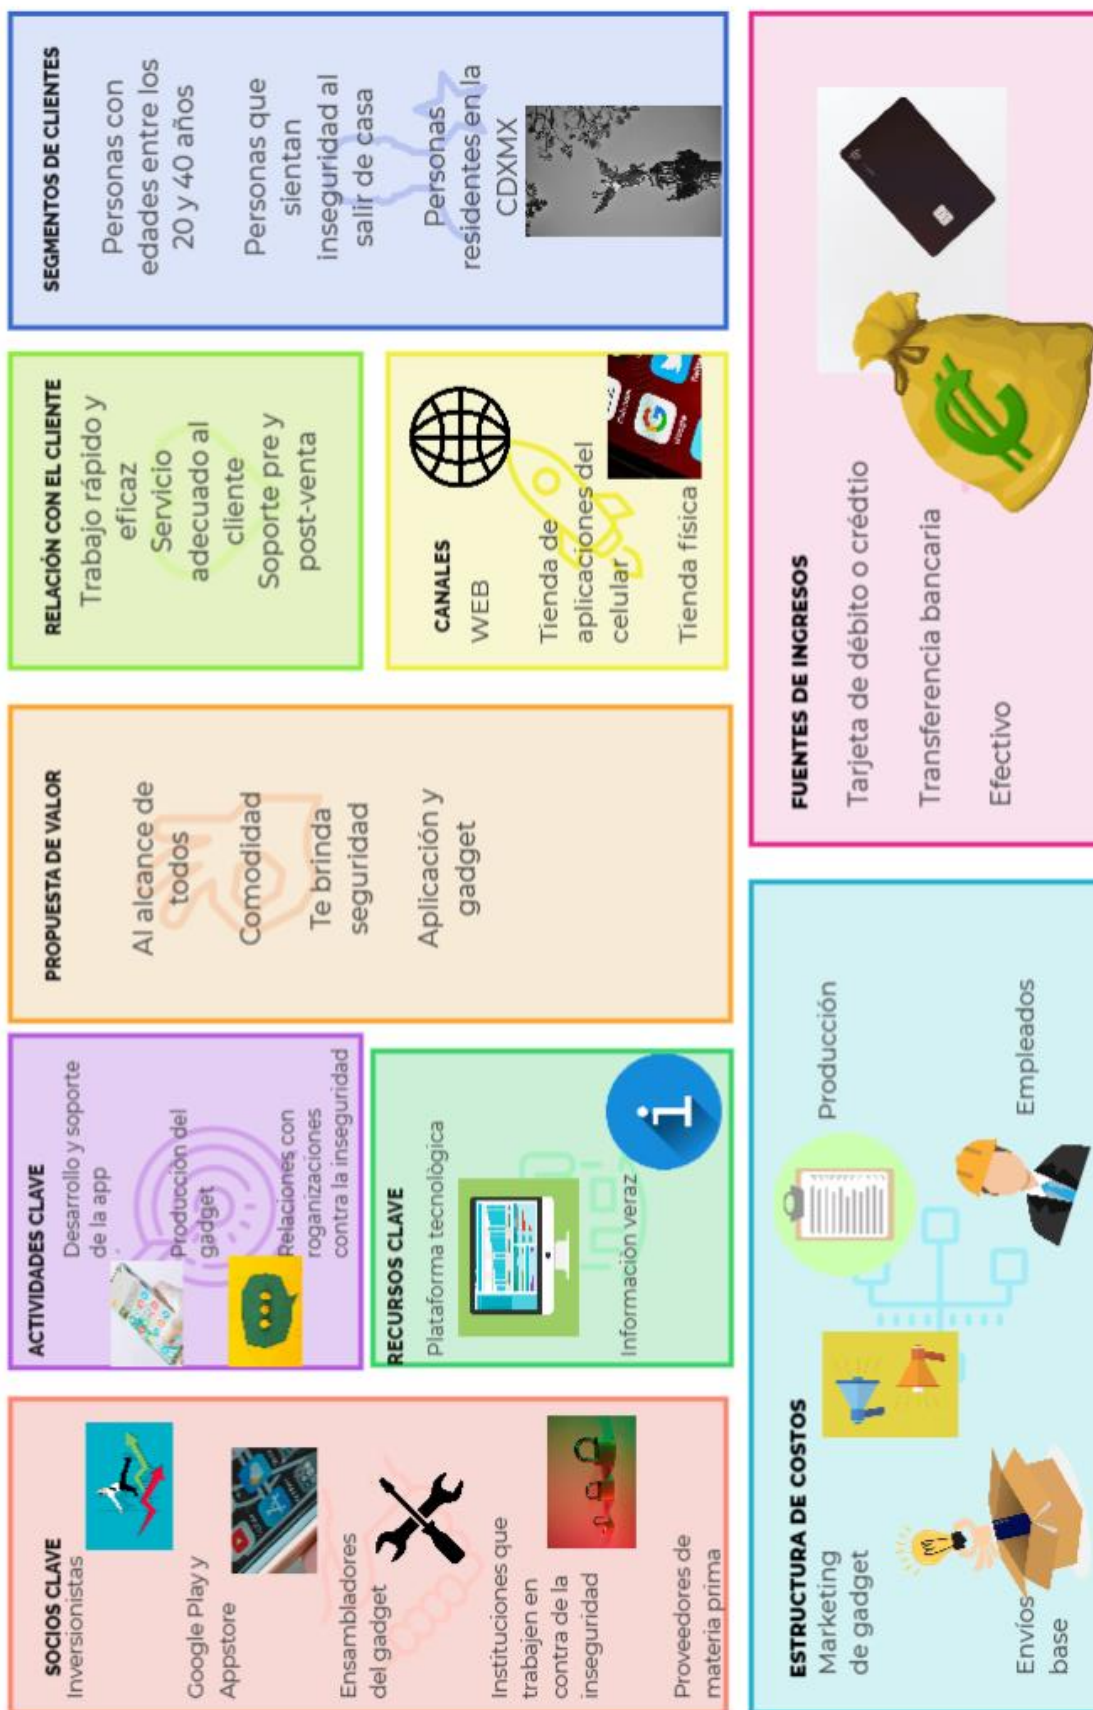 SOCIOS CLAVE
Inversionistas
Google Play y
Appstore
Ensambladores
del gadget
Instituciones que
trabajen en
contra de la
inseguridad
Proveedores de
materia prima
ACTIVIDADES CLAVE
Desarrollo y soporte
de la app
Producciòn del
gadget
Relaciones con
roganizaciones
contra la inseguridad
RECURSOS CLAVE
Plataforma tecnològica
Informaciòn veraz
i
PROPUESTA DE VALOR
Al alcance de
todos
Comodidad
Te brinda
seguridad
Aplicación y
gadget
RELACIÓN CON EL CLIENTE
Trabajo rápido y
eficaz
Servicio
adecuado al
cliente
Soporte pre y
post-venta
CANALES
WEB
Tienda de
aplicaciones del
celular
Tienda física
Google
SEGMENTOS DE CLIENTES
Personas con
edades entre los
20 y 40 años
Personas que
sientan
inseguridad al
salir de casa
Personas
residentes en la
CDXMX
ESTRUCTURA DE COSTOS
Marketing
de gadget
Producción
Envíos
base
Empleados
FUENTES DE INGRESOS
Tarjeta de débito o crédtio
Transferencia bancaria
Efectivo